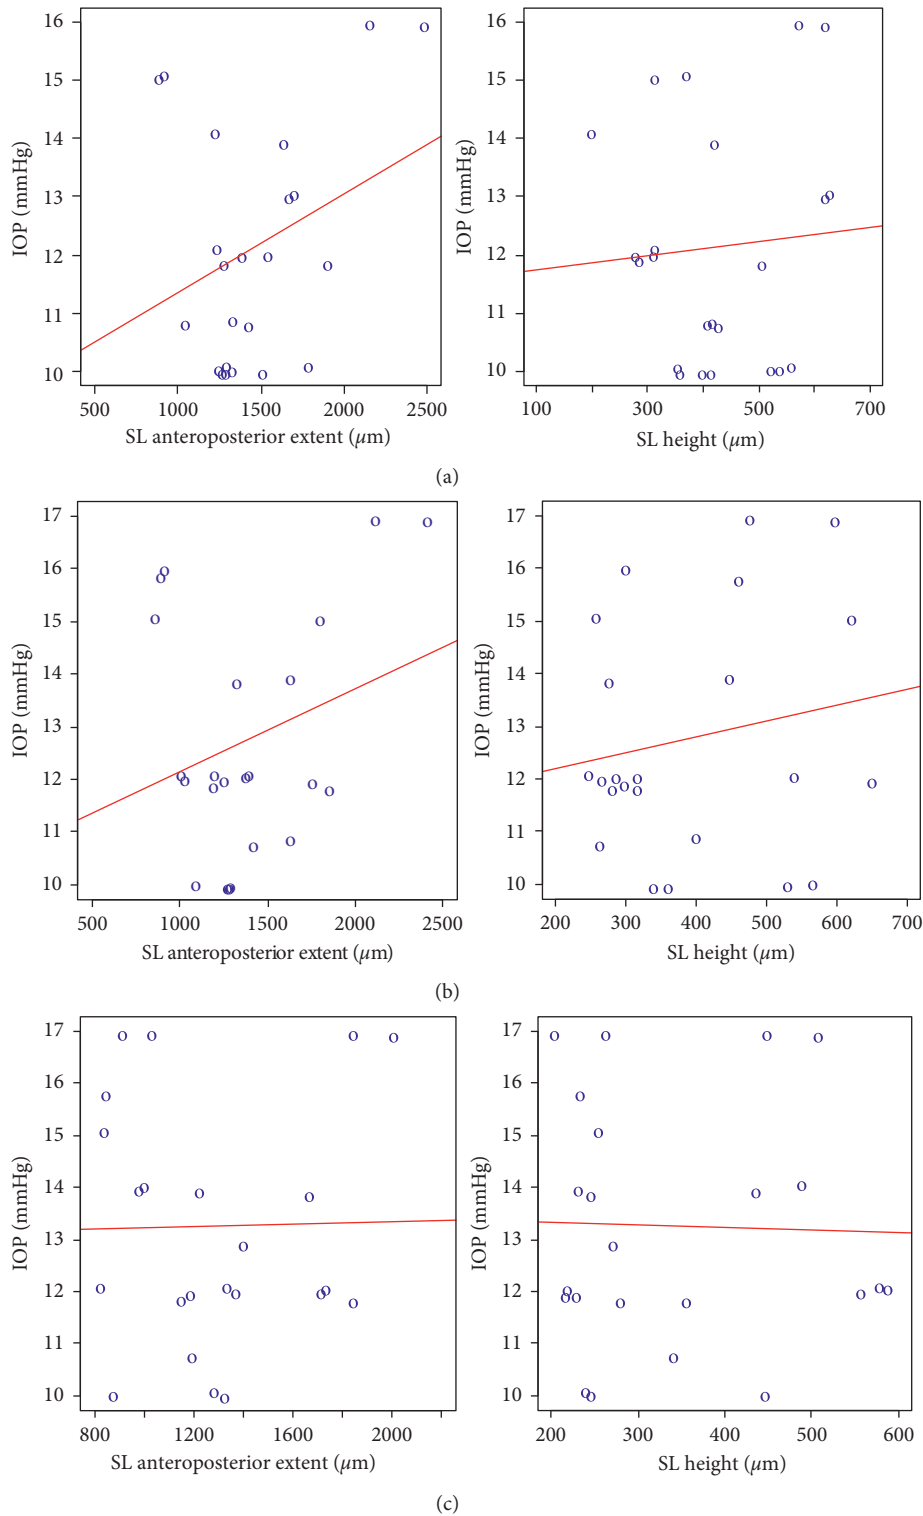 16
15
14
13
12
11
10
IOP (mmHg)
500 1000 1500 2000 2500
SL anteroposterior extent (μm)
16
15
14
13
12
11
10
IOP (mmHg)
100 300 500 700
SL height (μm)
(a)
17
16
15
14
13
12
11
10
IOP (mmHg)
500 1000 1500 2000 2500
SL anteroposterior extent (μm)
17
16
15
14
13
12
11
10
IOP (mmHg)
200 300 400 500 600 700
SL height (μm)
(b)
17
16
15
14
13
12
11
10
IOP (mmHg)
800 1200 1600 2000
SL anteroposterior extent (μm)
17
16
15
14
13
12
11
10
IOP (mmHg)
200 300 400 500 600
SL height (μm)
(c)